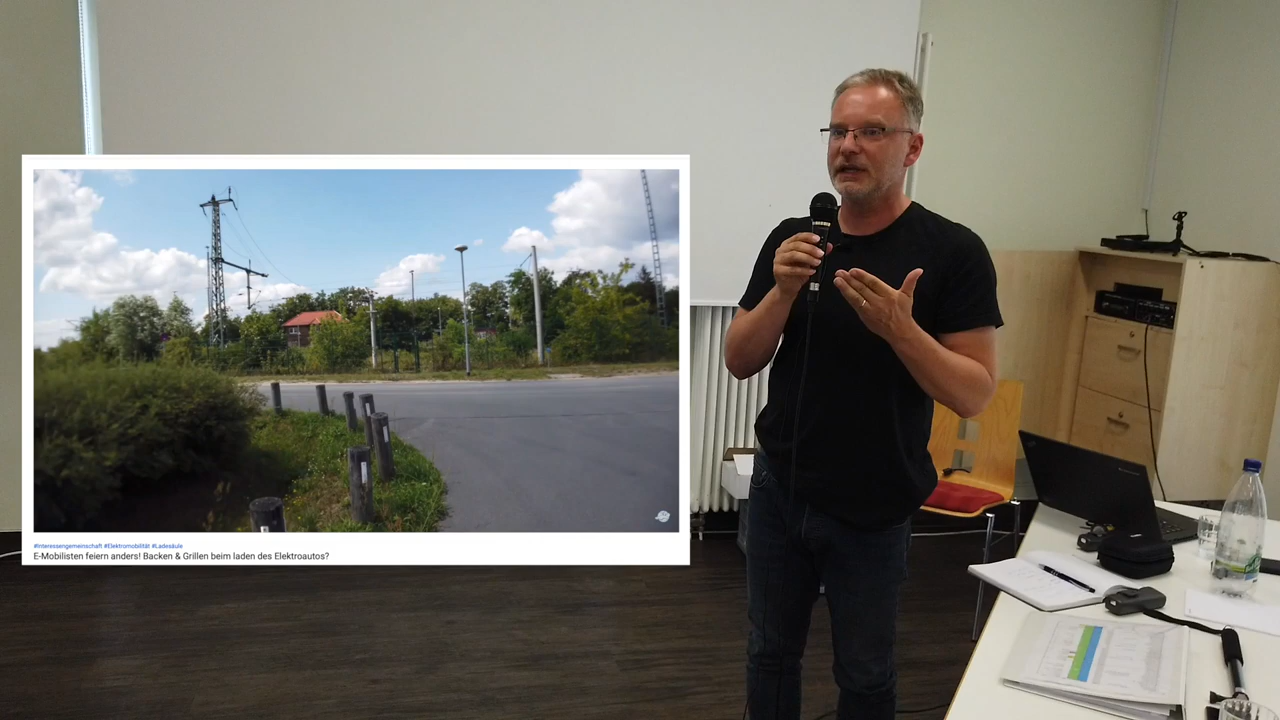 #Interessengemeinschaft #Elektromobilität #Ladesäule
E-Mobilisten feiern anders! Backen & Grillen beim laden des Elektroautos?